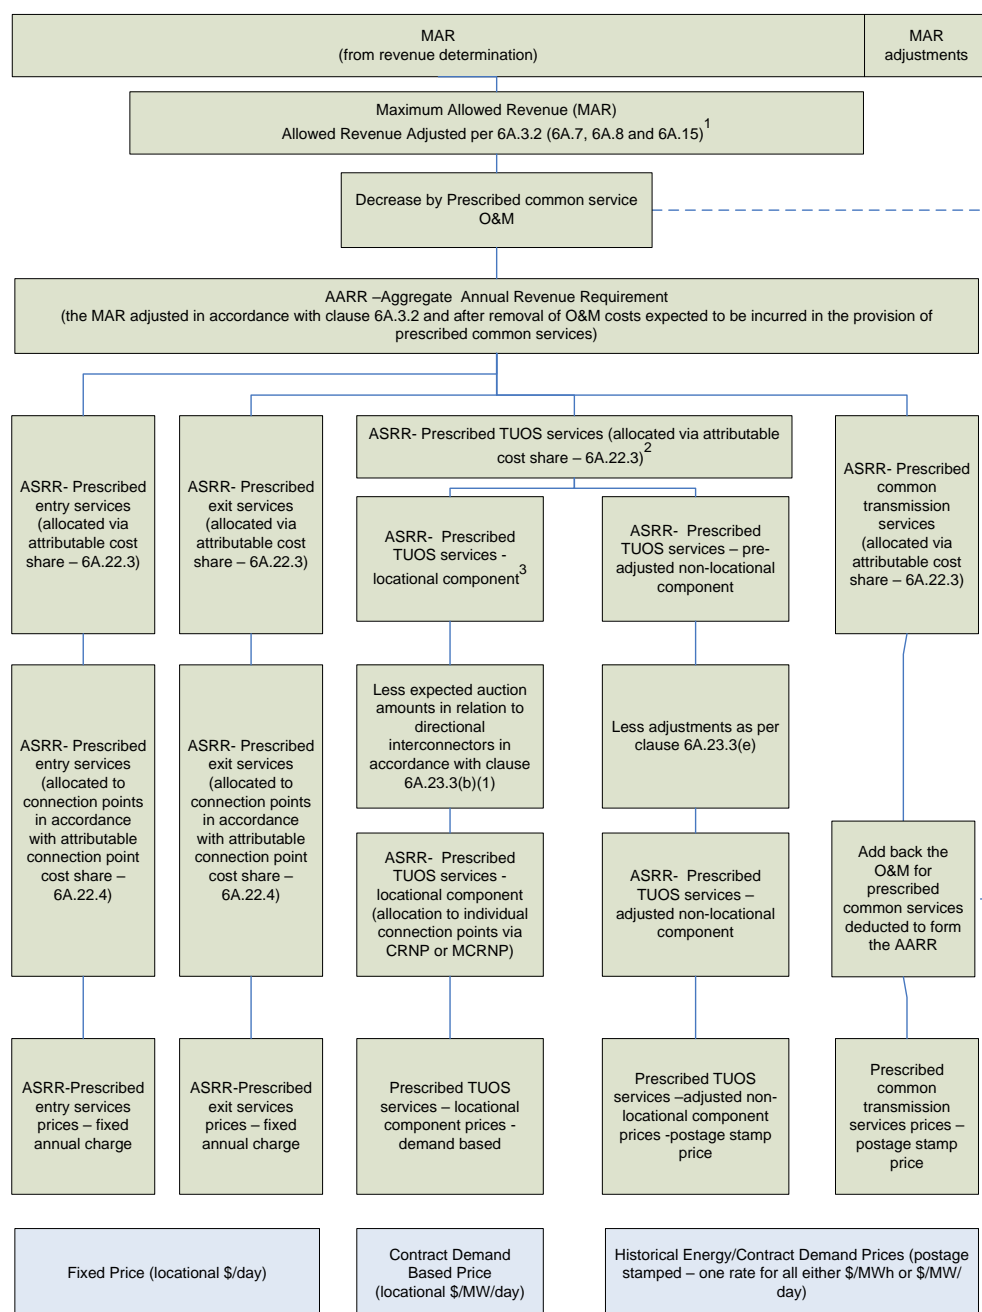 MAR
(from revenue determination)
MAR
adjustments
Maximum Allowed Revenue (MAR)
Allowed Revenue Adjusted per 6A.3.2 (6A.7, 6A.8 and 6A.15)1
Decrease by Prescribed common service
O&M
AARR –Aggregate Annual Revenue Requirement
(the MAR adjusted in accordance with clause 6A.3.2 and after removal of O&M costs expected to be incurred in the provision of
prescribed common services)
ASRR- Prescribed
entry services
(allocated via
attributable cost
share – 6A.22.3)
ASRR- Prescribed
exit services
(allocated via
attributable cost
share – 6A.22.3)
ASRR- Prescribed TUOS services (allocated via attributable
cost share – 6A.22.3)2
ASRR- Prescribed
TUOS services -
locational component3
ASRR- Prescribed
TUOS services – pre-
adjusted non-locational
component
ASRR- Prescribed
common
transmission
services
(allocated via
attributable cost
share – 6A.22.3)
ASRR- Prescribed
entry services
(allocated to
connection points
in accordance
with attributable
connection point
cost share –
6A.22.4)
ASRR- Prescribed
exit services
(allocated to
connection points
in accordance
with attributable
connection point
cost share –
6A.22.4)
Less expected auction
amounts in relation to
directional
interconnectors in
accordance with clause
6A.23.3(b)(1)
Less adjustments as per
clause 6A.23.3(e)
ASRR- Prescribed
TUOS services -
locational component
(allocation to individual
connection points via
CRNP or MCRNP)
ASRR- Prescribed
TUOS services –
adjusted non-locational
component
Add back the
O&M for
prescribed
common services
deducted to form
the AARR
ASRR-Prescribed
entry services
prices – fixed
annual charge
ASRR-Prescribed
exit services
prices – fixed
annual charge
Prescribed TUOS
services – locational
component prices -
demand based
Prescribed TUOS
services –adjusted non-
locational component
prices -postage stamp
price
Prescribed
common
transmission
services prices –
postage stamp
price
Fixed Price (locational $/day)
Contract Demand
Based Price
(locational $/MW/day)
Historical Energy/Contract Demand Prices (postage
stamped – one rate for all either $/MWh or $/MW/
day)